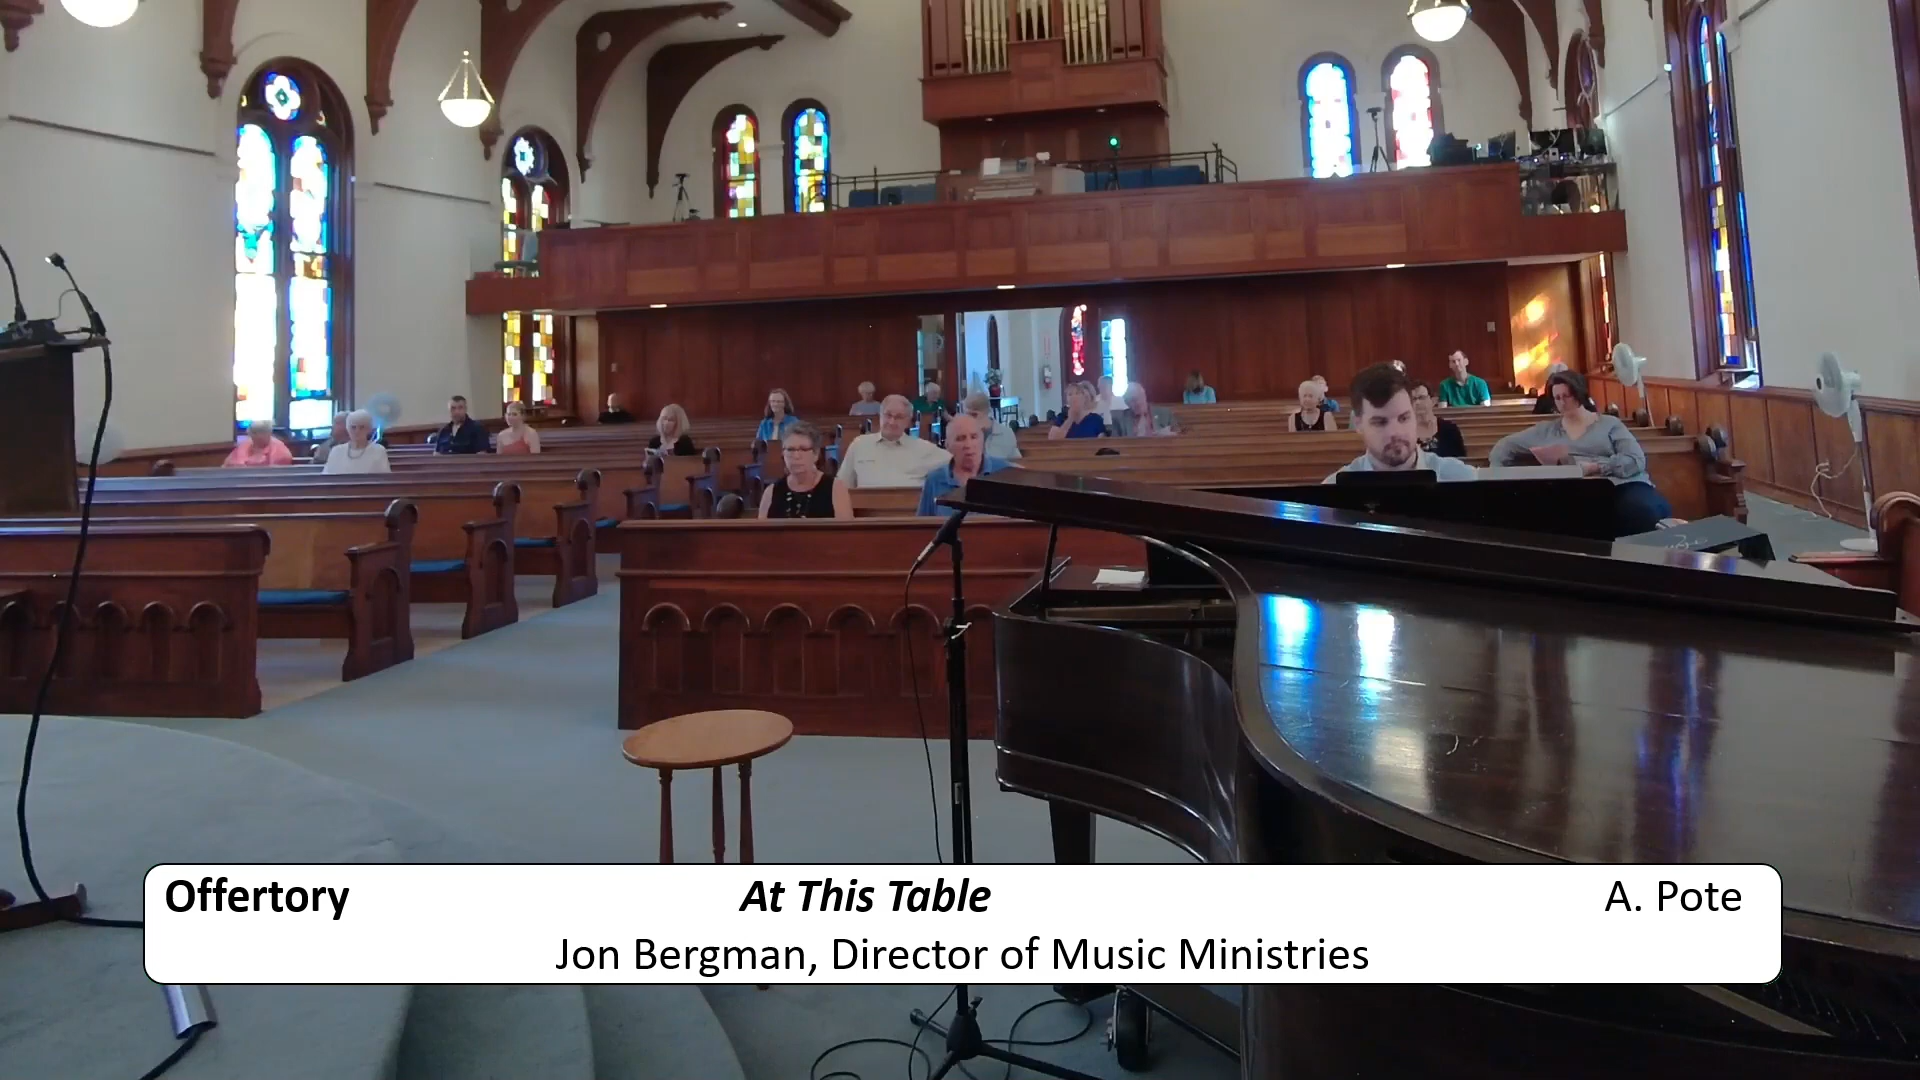 Offertory At This Table A. Pote
Jon Bergman, Director of Music Ministries